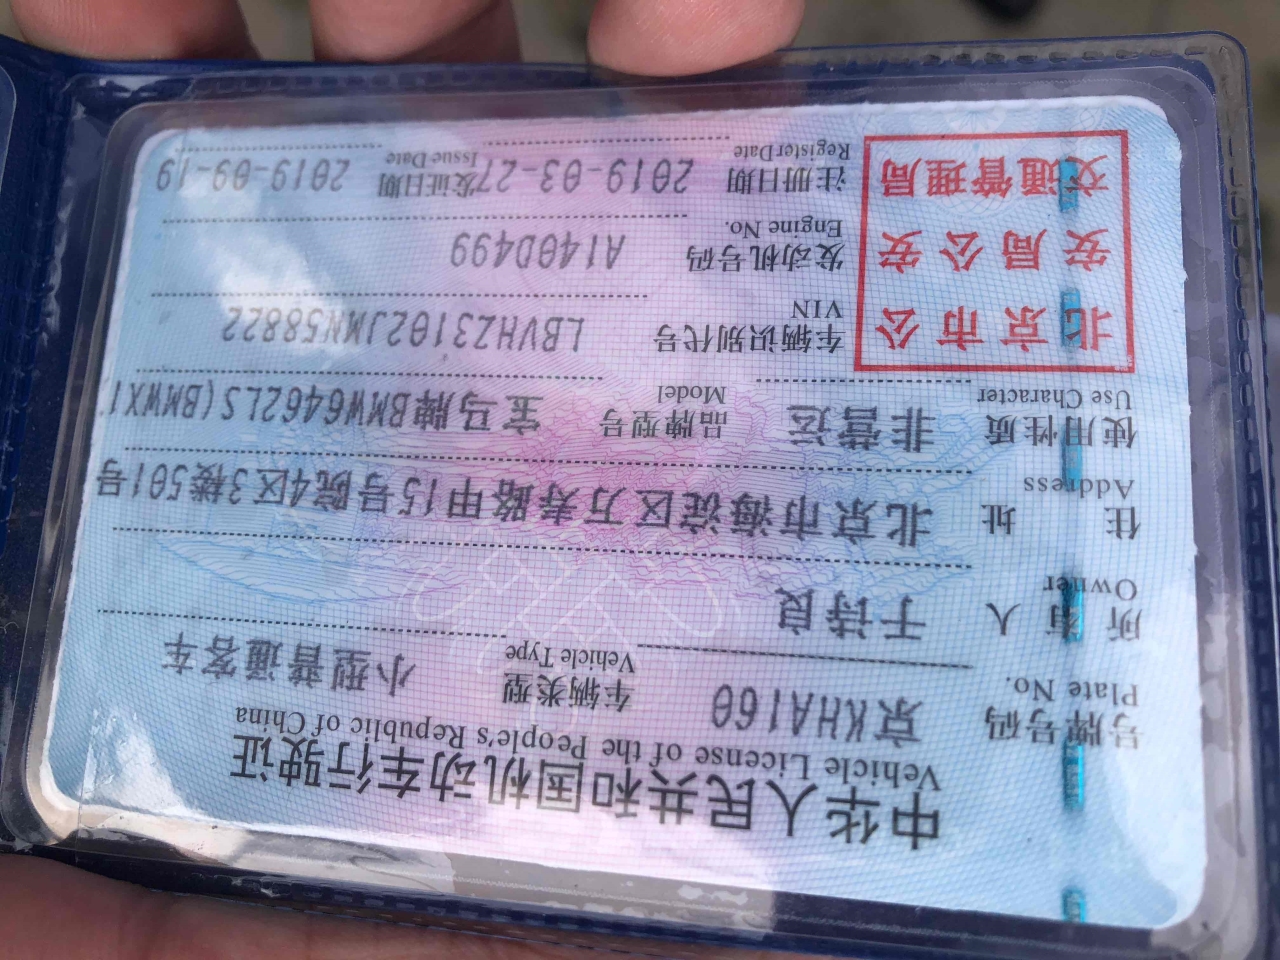 中华人民共和国机动车行驶证
Vehicle License of the People's Republic of China
号牌号码 京KHA160 车辆类型 小型普通客车
Plate No. Vehicle Type
所有人 于诗良
Owner
住址 北京市海淀区万寿路甲15号院4区3楼501号
Address
使用性质 非营运 品牌型号 宝马牌BMW6462LS(BMWX1
Use Character Model
北京市公
安局公安
交通管理局
车辆识别代号 LBVHZ3102JMN58822
VIN
发动机号码 A140D499
Engine No.
注册日期 2019-03-27 发证日期 2019-09-19
Register Date Issue Date